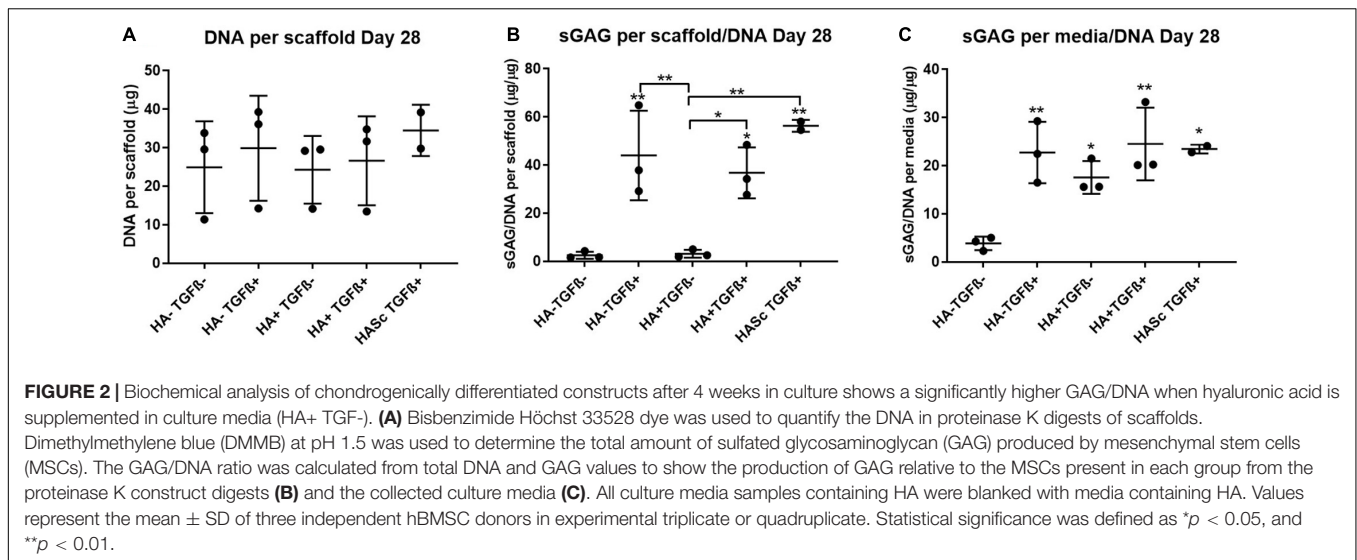 A
DNA per scaffold Day 28
DNA per scaffold (µg)
50
40
30
20
10
0
HA- TGFß-
HA- TGFß+
HA+ TGFß-
HA+ TGFß+
HASc TGFß+
B
sGAG per scaffold/DNA Day 28
sGAG/DNA per scaffold (µg/µg)
80
60
40
20
0
**
**
**
*
*
**
HA-TGFß-
HA-TGFß+
HA+TGFß-
HA+TGFß+
HASc TGFß+
C
sGAG per media/DNA Day 28
sGAG/DNA per media (µg/µg)
40
30
20
10
0
**
*
**
*
HA-TGFß-
HA-TGFß+
HA+TGFß-
HA+TGFß+
HASc TGFß+
FIGURE 2 | Biochemical analysis of chondrogenically differentiated constructs after 4 weeks in culture shows a significantly higher GAG/DNA when hyaluronic acid is
supplemented in culture media (HA+ TGF-). (A) Bisbenzimide Höchst 33528 dye was used to quantify the DNA in proteinase K digests of scaffolds.
Dimethylmethylene blue (DMMB) at pH 1.5 was used to determine the total amount of sulfated glycosaminoglycan (GAG) produced by mesenchymal stem cells
(MSCs). The GAG/DNA ratio was calculated from total DNA and GAG values to show the production of GAG relative to the MSCs present in each group from the
proteinase K construct digests (B) and the collected culture media (C). All culture media samples containing HA were blanked with media containing HA. Values
represent the mean ± SD of three independent hBMSC donors in experimental triplicate or quadruplicate. Statistical significance was defined as *p < 0.05, and
**p < 0.01.